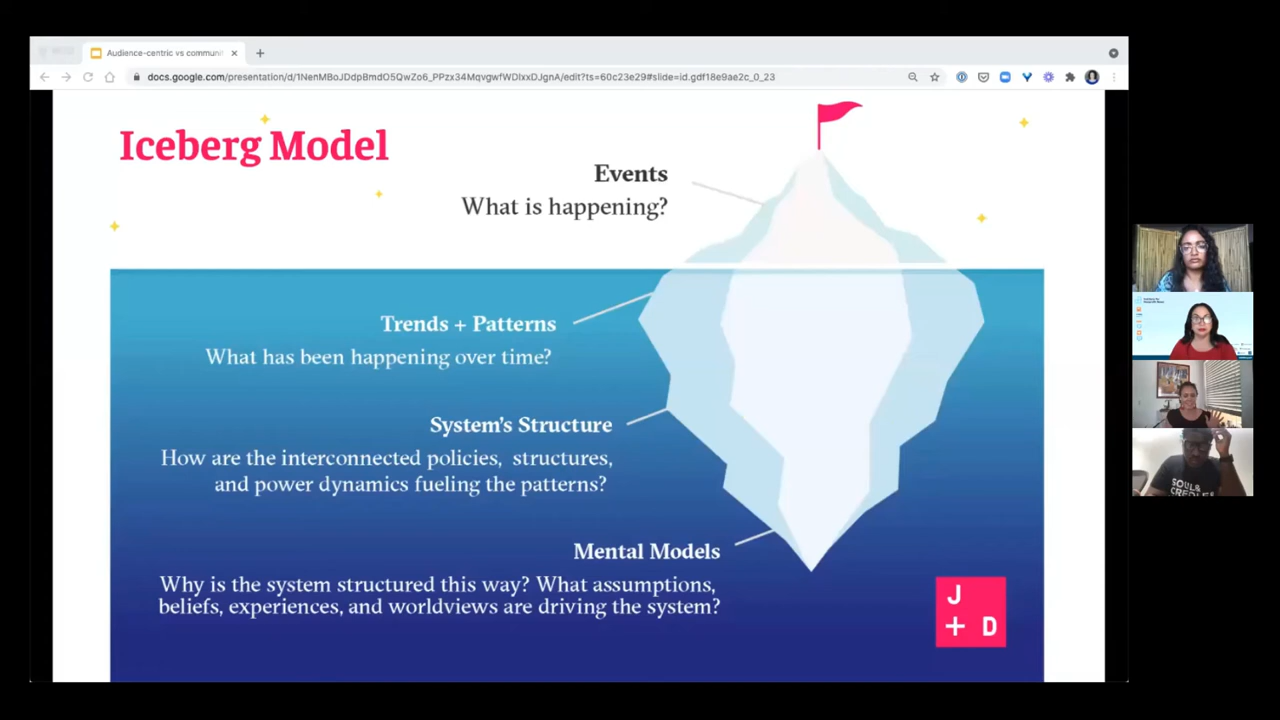 Audience-centric vs communi
docs.google.com/presentation/d/1NenMBoJDdpBmdO5QwZo6_PPzx34MqvgwfWDIxxDJgnA/edit?ts=60c23e29#slide=id.gdf18e9ae2c_0_23
Iceberg Model
Events
What is happening?
Trends + Patterns
What has been happening over time?
System's Structure
How are the interconnected policies, structures,
and power dynamics fueling the patterns?
Mental Models
Why is the system structured this way? What assumptions,
beliefs, experiences, and worldviews are driving the system?
J
+ D
SOUL &